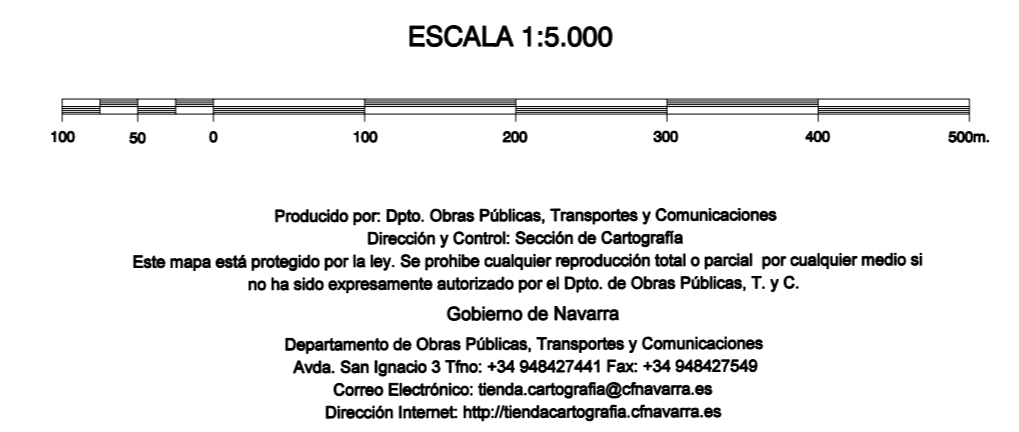 ESCALA 1:5.000
100 50 0 100 200 300 400 500m.
Producido por: Dpto. Obras Públicas, Transportes y Comunicaciones
Dirección y Control: Sección de Cartografía
Este mapa está protegido por la ley. Se prohibe cualquier reproducción total o parcial por cualquier medio si
no ha sido expresamente autorizado por el Dpto. de Obras Públicas, T. y C.
Gobierno de Navarra
Departamento de Obras Públicas, Transportes y Comunicaciones
Avda. San Ignacio 3 Tfno: +34 948427441 Fax: +34 948427549
Correo Electrónico: tienda.cartografia@cfnavarra.es
Dirección Internet: http://tiendacartografia.cfnavarra.es